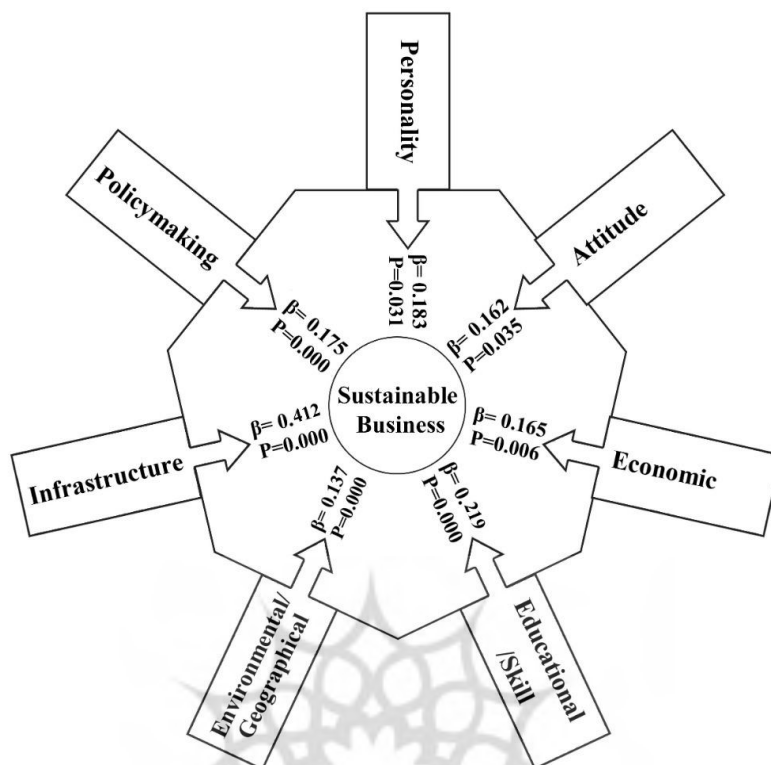 Personality
β= 0.183
P=0.031
Attitude
β= 0.162
P=0.035
Economic
β= 0.165
P=0.006
Educational
/Skill
β= 0.219
P=0.000
Environmental/
Geographical
β= 0.137
P=0.000
Infrastructure
β= 0.412
P=0.000
Policymaking
β= 0.175
P=0.000
Sustainable
Business